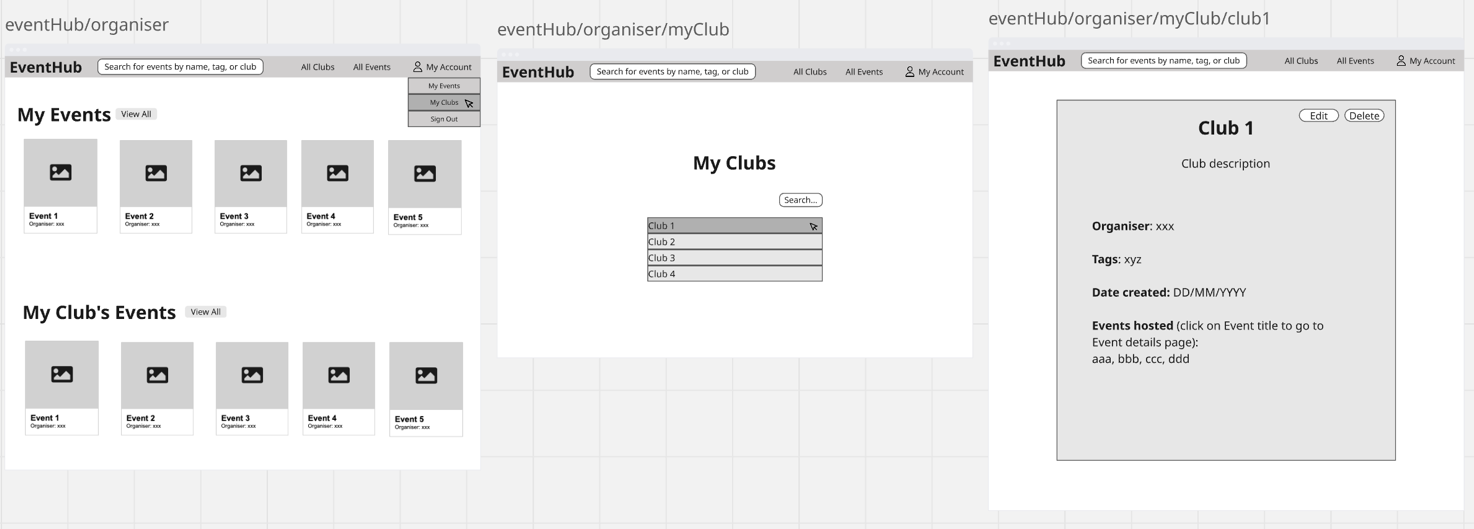 eventHub/organiser
EventHub
Search for events by name, tag, or club
All Clubs
All Events
My Account
My Events
My Clubs
Sign Out
My Events
View All
Event 1
Organiser: xxx
Event 2
Organiser: xxx
Event 3
Organiser: xxx
Event 4
Organiser: xxx
Event 5
Organiser: xxx
My Club's Events
View All
Event 1
Organiser: xxx
Event 2
Organiser: xxx
Event 3
Organiser: xxx
Event 4
Organiser: xxx
Event 5
Organiser: xxx
eventHub/organiser/myClub
EventHub
Search for events by name, tag, or club
All Clubs
All Events
My Account
My Clubs
Search...
Club 1
Club 2
Club 3
Club 4
eventHub/organiser/myClub/club1
EventHub
Search for events by name, tag, or club
All Clubs
All Events
My Account
Edit
Delete
Club 1
Club description
Organiser: xxx
Tags: xyz
Date created: DD/MM/YYYY
Events hosted (click on Event title to go to
Event details page):
aaa, bbb, ccc, ddd